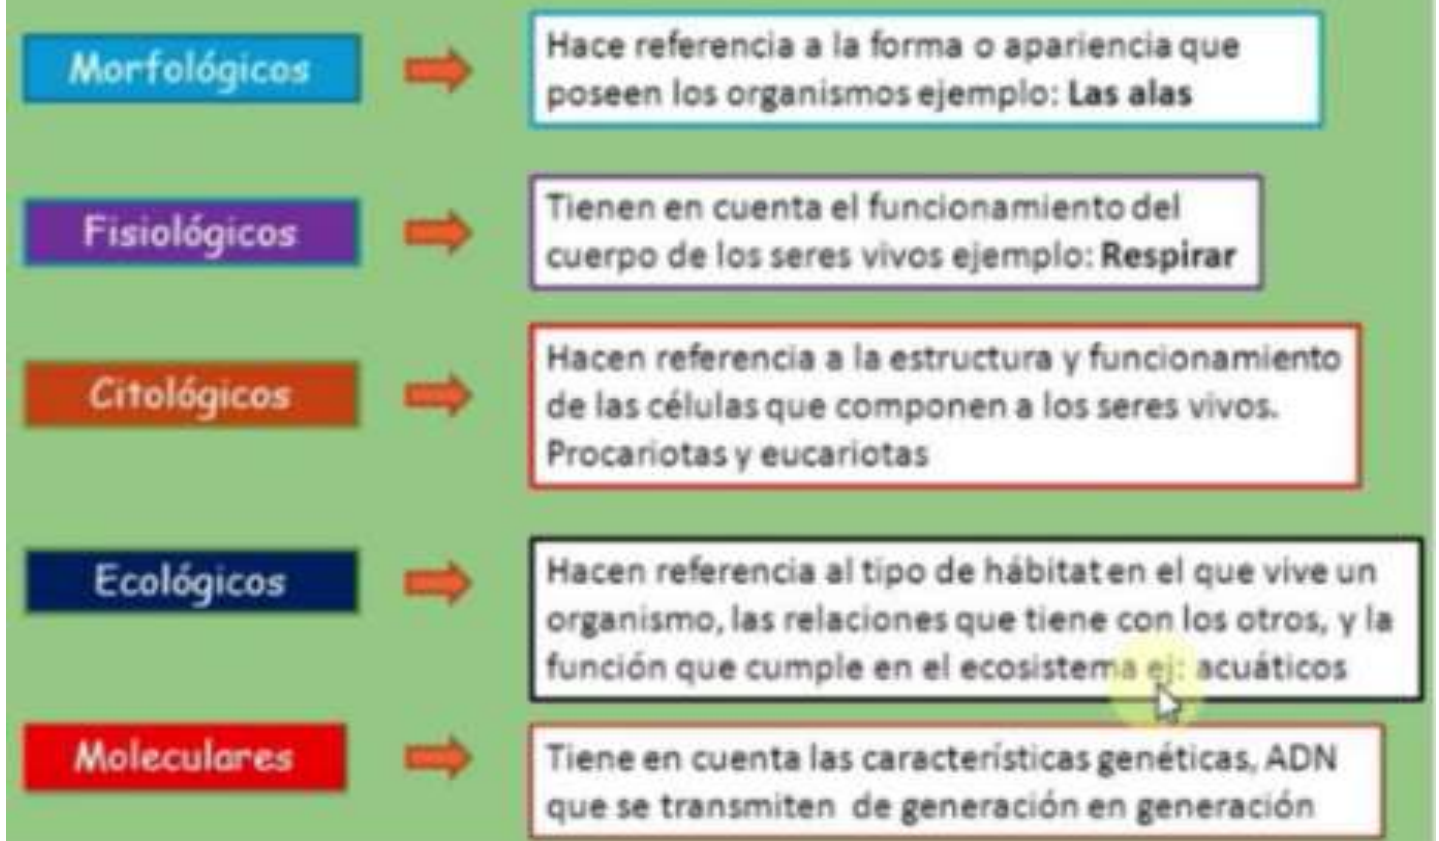 Morfológicos
Hace referencia a la forma o apariencia que
poseen los organismos ejemplo: Las alas
Fisiológicos
Tienen en cuenta el funcionamiento del
cuerpo de los seres vivos ejemplo: Respirar
Citológicos
Hacen referencia a la estructura y funcionamiento
de las células que componen a los seres vivos.
Procariotas y eucariotas
Ecológicos
Hacen referencia al tipo de hábitat en el que vive un
organismo, las relaciones que tiene con los otros, y la
función que cumple en el ecosistema ej: acuáticos
Moleculares
Tiene en cuenta las características genéticas, ADN
que se transmiten de generación en generación